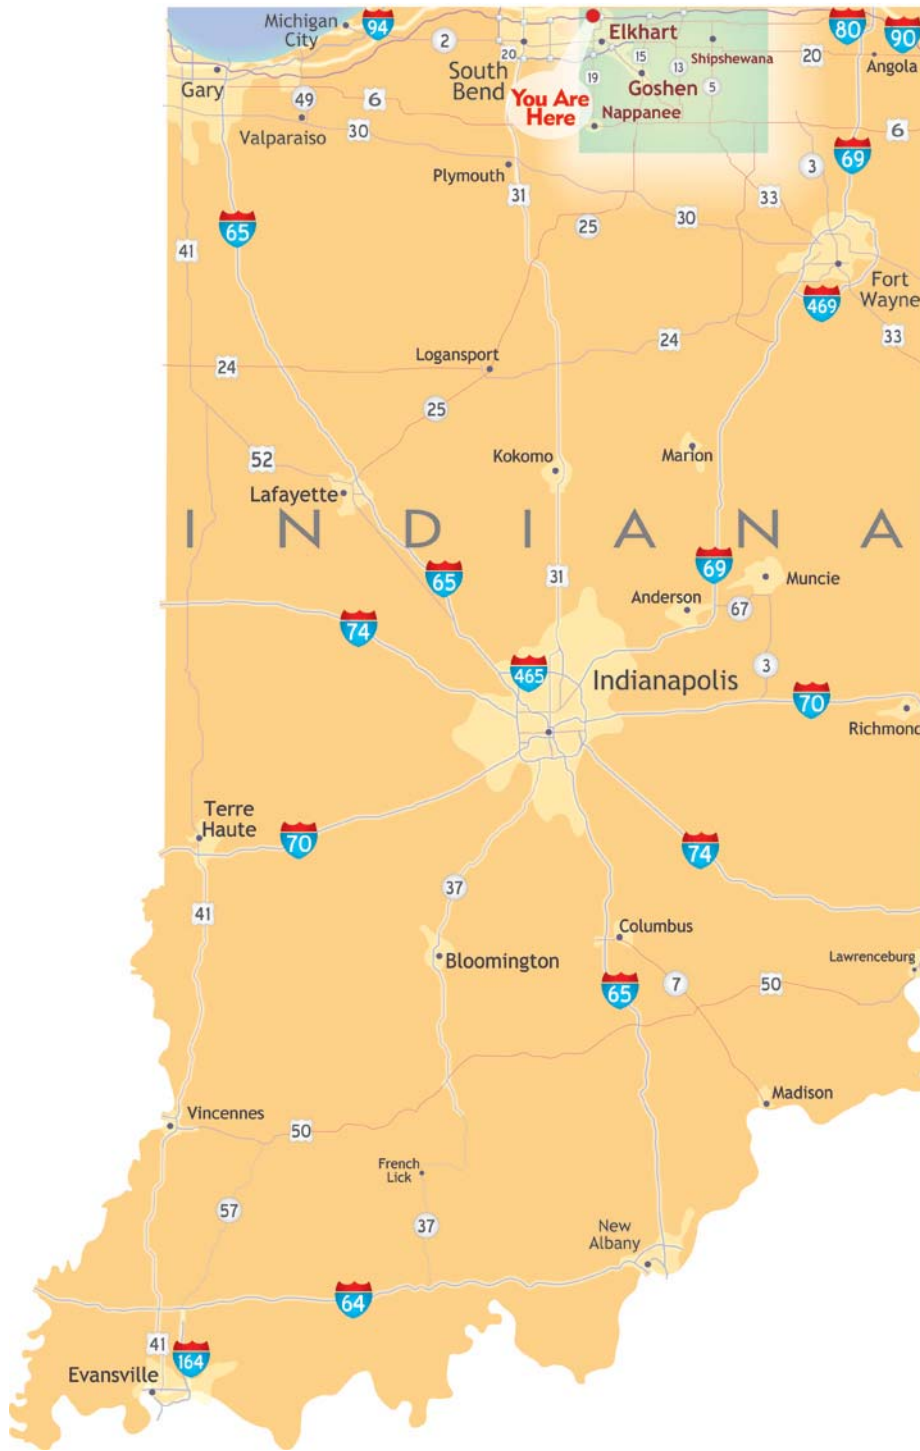 Michigan
City
94
2
20
Elkhart
15
Shipshewana
80
90
20
Angola
Gary
South
Bend
19
13
Goshen
5
49
6
You Are
Here
Nappanee
Valparaiso
30
6
Plymouth
69
3
31
33
65
25
30
41
Fort
Wayne
469
24
33
Logansport
24
25
52
Kokomo
Marion
Lafayette
INDIANA
65
31
69
Muncie
Anderson
67
74
3
465
Indianapolis
70
Richmond
Terre
Haute
70
74
37
41
Columbus
Bloomington
Lawrenceburg
7
50
65
Madison
Vincennes
50
French
Lick
57
37
New
Albany
64
41
164
Evansville